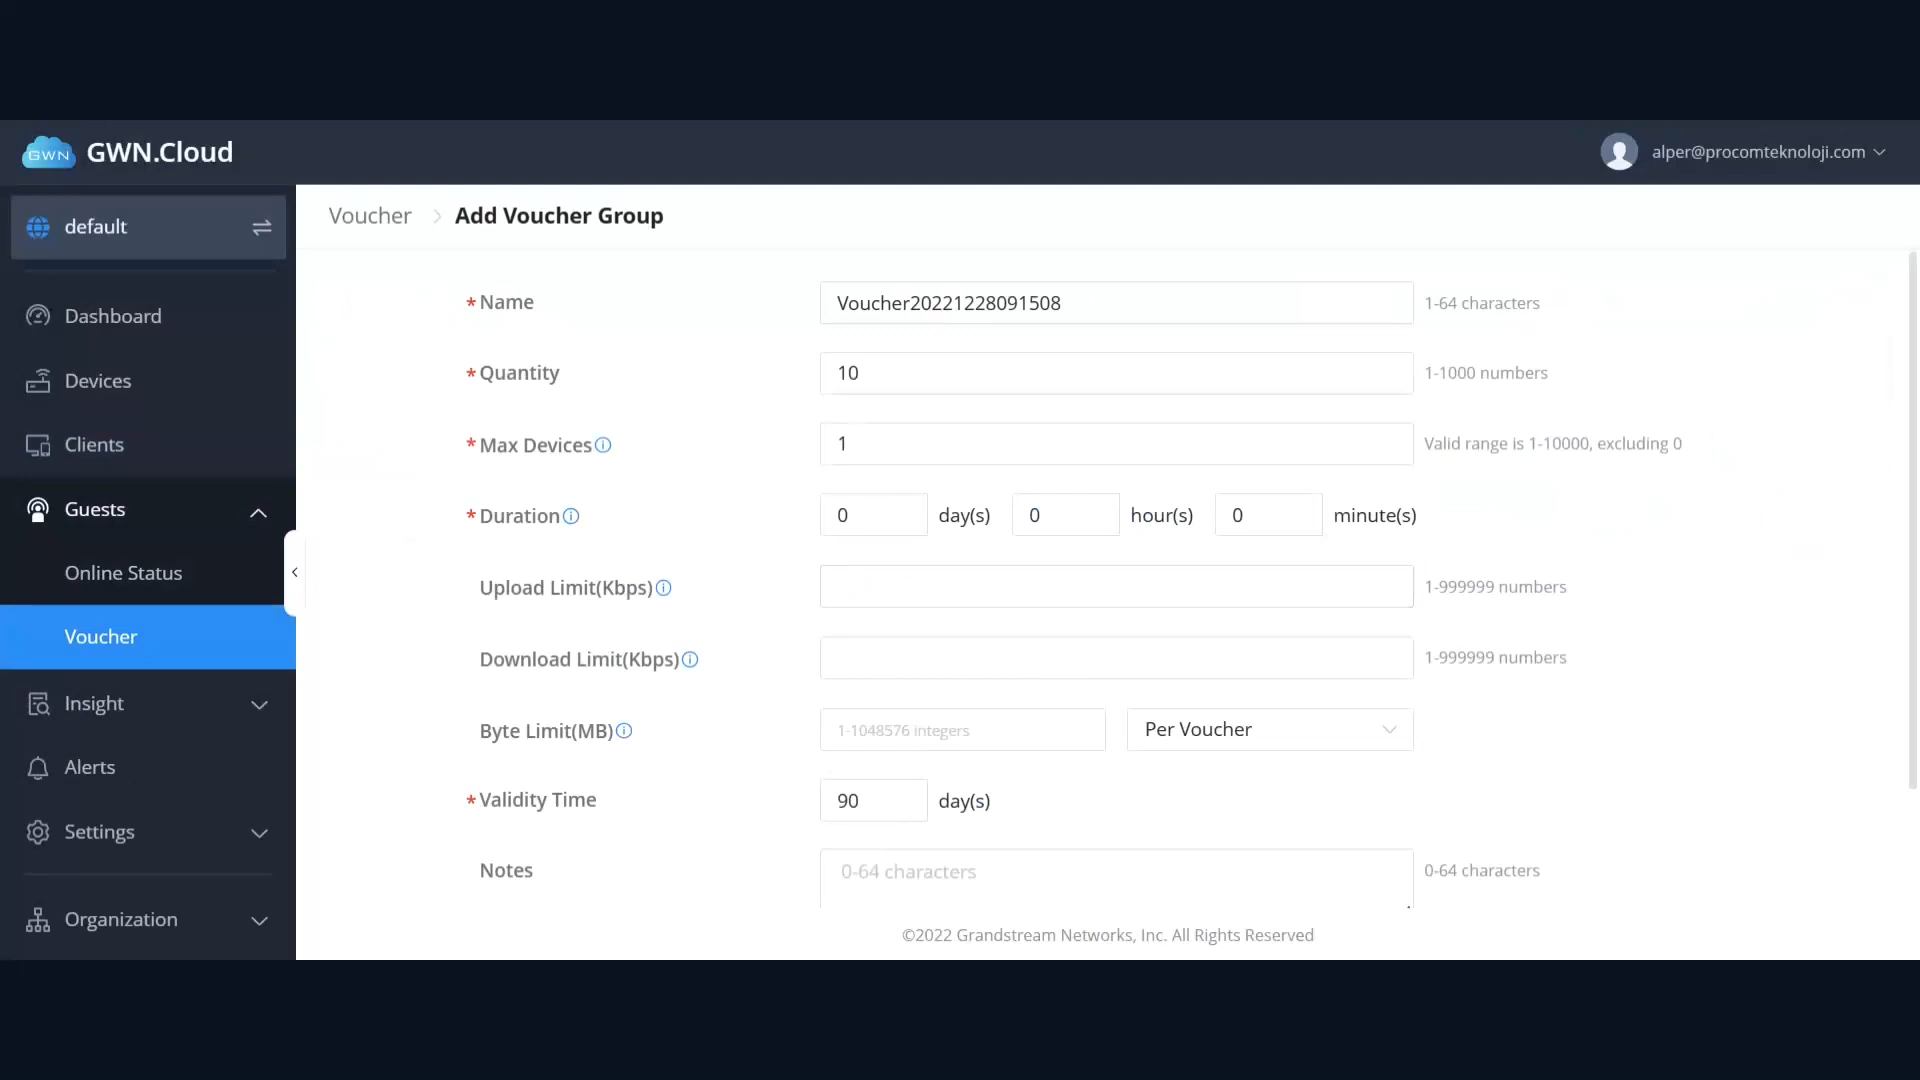 GWN GWN.Cloud
alper@procomteknoloji.com
default
Dashboard
Devices
Clients
Guests
Online Status
Voucher
Insight
Alerts
Settings
Organization
Voucher > Add Voucher Group
* Name Voucher20221228091508 1-64 characters
* Quantity 10 1-1000 numbers
* Max Devices 1 Valid range is 1-10000, excluding 0
* Duration 0 day(s) 0 hour(s) 0 minute(s)
Upload Limit(Kbps) 1-999999 numbers
Download Limit(Kbps) 1-999999 numbers
Byte Limit(MB) 1-1048576 integers Per Voucher
* Validity Time 90 day(s)
Notes 0-64 characters 0-64 characters
©2022 Grandstream Networks, Inc. All Rights Reserved